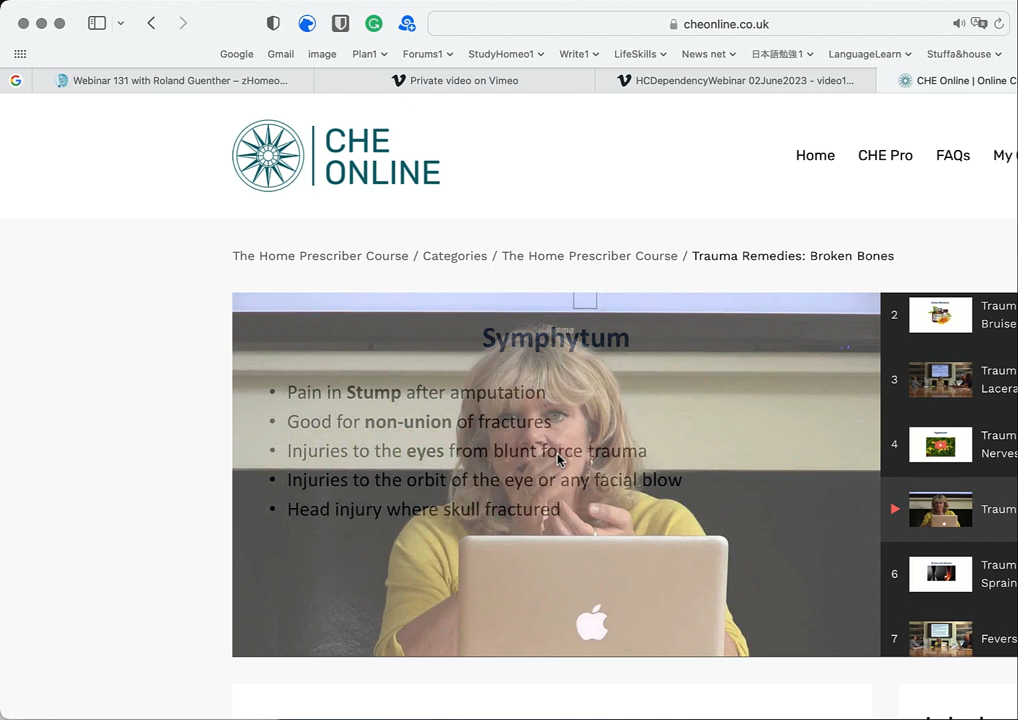 cheonline.co.uk
Google Gmail image Plan1 Forums1 StudyHomeo1 Write1 LifeSkills News net 日本語勉強1 LanguageLearn Stuffa&house
Webinar 131 with Roland Guenther – zHomeo... Private video on Vimeo HCDependencyWebinar 02June2023 - video1... CHE Online | Online C
CHE
ONLINE
Home CHE Pro FAQs My
The Home Prescriber Course / Categories / The Home Prescriber Course / Trauma Remedies: Broken Bones
Symphytum
• Pain in Stump after amputation
• Good for non-union of fractures
• Injuries to the eyes from blunt force trauma
• Injuries to the orbit of the eye or any facial blow
• Head injury where skull fractured
2 Traum
Bruise
3 Traum
Lacera
4 Traum
Nerves
Traum
6 Traum
Sprain
7 Fevers